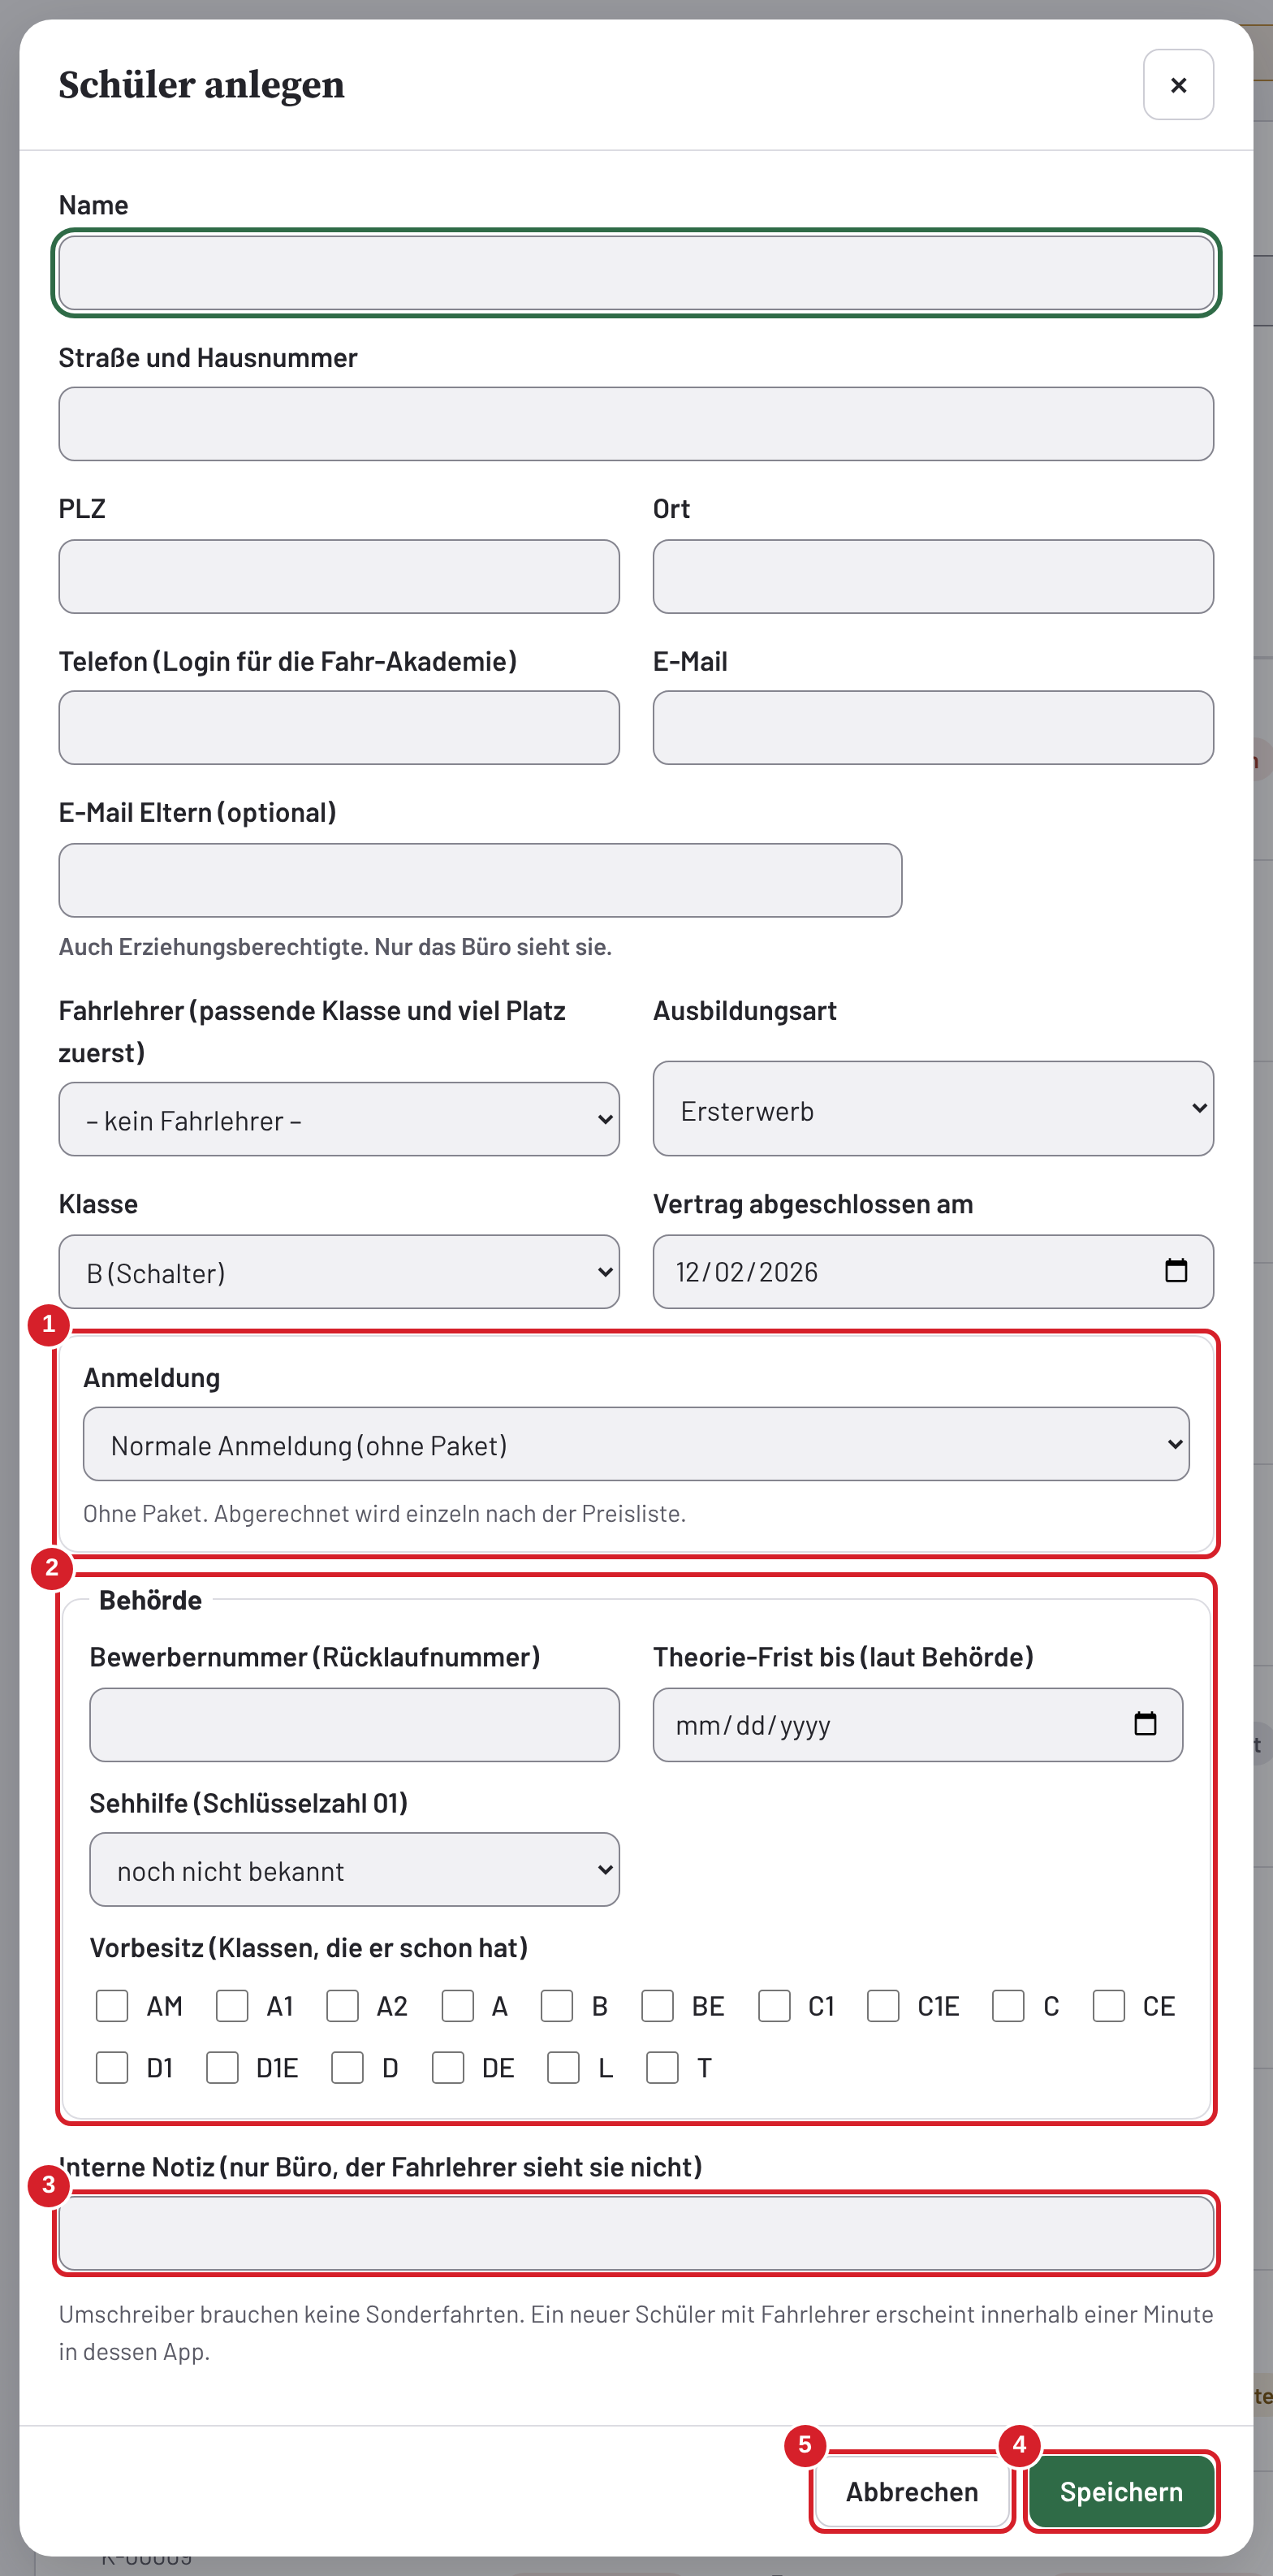 Schüler anlegen
×
Name
Straße und Hausnummer
PLZ
Ort
Telefon (Login für die Fahr-Akademie)
E-Mail
E-Mail Eltern (optional)
Auch Erziehungsberechtigte. Nur das Büro sieht sie.
Fahrlehrer (passende Klasse und viel Platz
zuerst)
Ausbildungsart
– kein Fahrlehrer –
Ersterwerb
Klasse
Vertrag abgeschlossen am
B (Schalter)
12/02/2026
1
Anmeldung
Normale Anmeldung (ohne Paket)
Ohne Paket. Abgerechnet wird einzeln nach der Preisliste.
2
Behörde
Bewerbernummer (Rücklaufnummer)
Theorie-Frist bis (laut Behörde)
mm/dd/yyyy
Sehhilfe (Schlüsselzahl 01)
noch nicht bekannt
Vorbesitz (Klassen, die er schon hat)
AM A1 A2 A B BE C1 C1E C CE
D1 D1E D DE L T
Interne Notiz (nur Büro, der Fahrlehrer sieht sie nicht)
3
Umschreiber brauchen keine Sonderfahrten. Ein neuer Schüler mit Fahrlehrer erscheint innerhalb einer Minute
in dessen App.
5
4
Abbrechen
Speichern